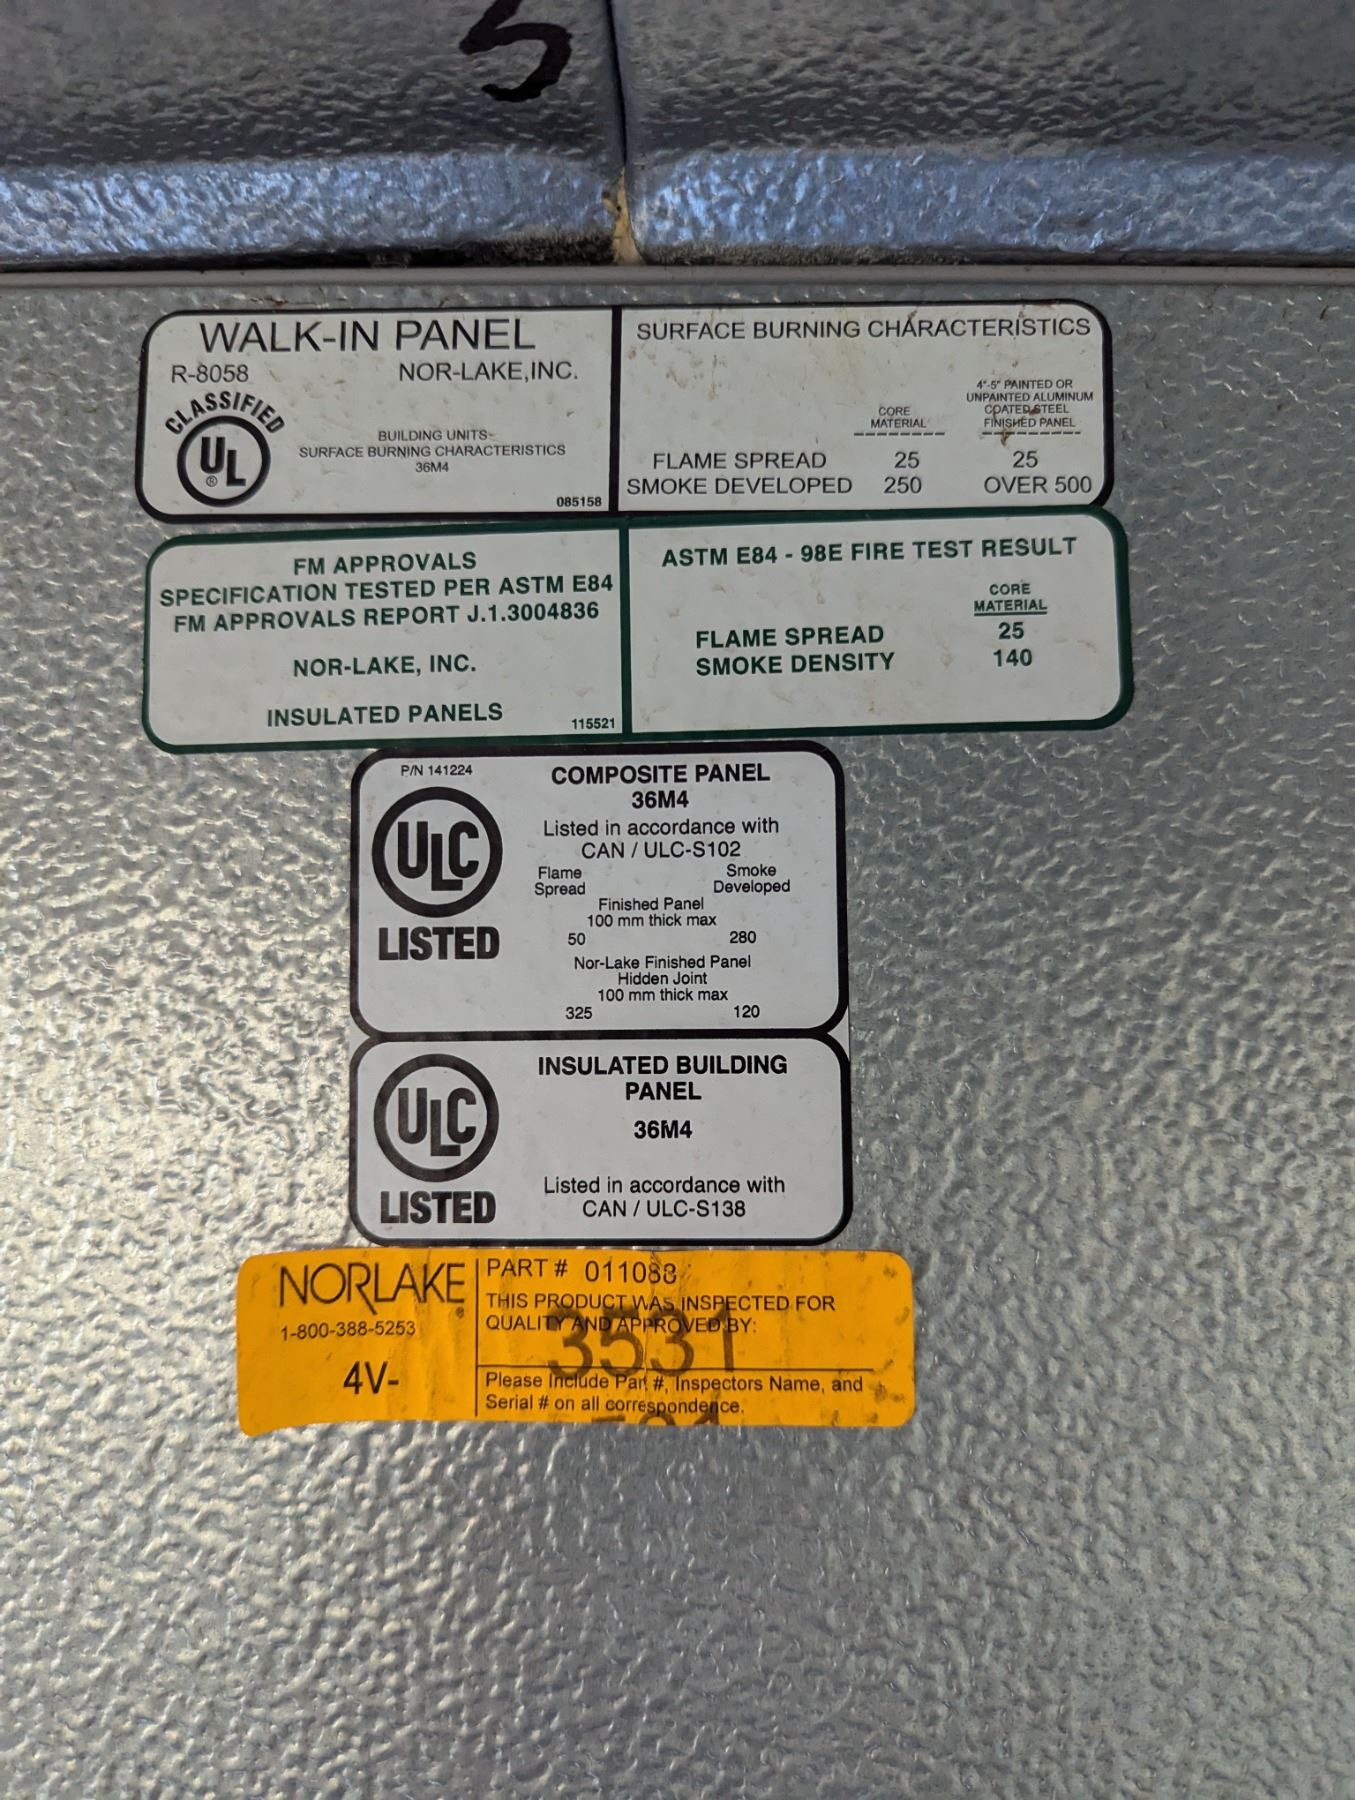 5
WALK-IN PANEL
R-8058 NOR-LAKE,INC.
CLASSIFIED
UL
®
BUILDING UNITS-
SURFACE BURNING CHARACTERISTICS
36M4
085158
SURFACE BURNING CHARACTERISTICS
4"-5" PAINTED OR
UNPAINTED ALUMINUM
COATED STEEL
FINISHED PANEL
CORE
MATERIAL
FLAME SPREAD 25 25
SMOKE DEVELOPED 250 OVER 500
FM APPROVALS
SPECIFICATION TESTED PER ASTM E84
FM APPROVALS REPORT J.1.3004836
NOR-LAKE, INC.
INSULATED PANELS
115521
ASTM E84 - 98E FIRE TEST RESULT
CORE
MATERIAL
FLAME SPREAD 25
SMOKE DENSITY 140
P/N 141224
ULC
LISTED
COMPOSITE PANEL
36M4
Listed in accordance with
CAN / ULC-S102
Flame Smoke
Spread Developed
Finished Panel
100 mm thick max
50 280
Nor-Lake Finished Panel
Hidden Joint
100 mm thick max
325 120
ULC
LISTED
INSULATED BUILDING
PANEL
36M4
Listed in accordance with
CAN / ULC-S138
NORLAKE®
1-800-388-5253
4V-
PART # 011088
THIS PRODUCT WAS INSPECTED FOR
QUALITY AND APPROVED BY:
3531
Please Include Part #, Inspectors Name, and
Serial # on all correspondence.